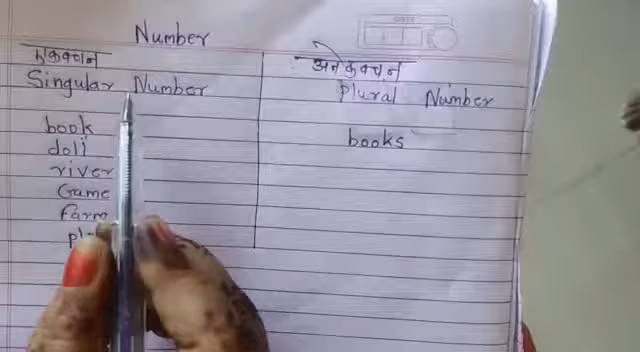 Number
एकवचन
Singular Number
book
doll
river
Game
farm
अनेकवचन
Plural Number
books